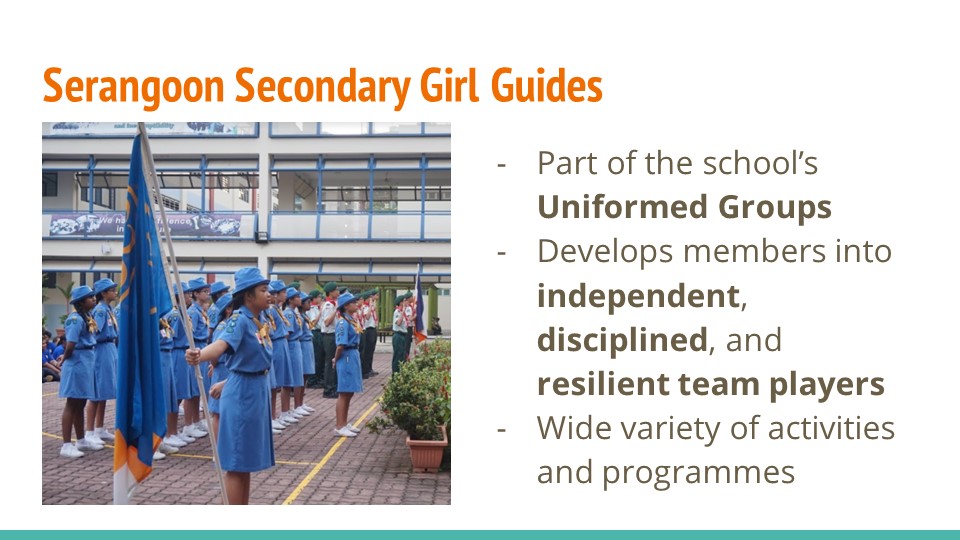 Serangoon Secondary Girl Guides
- Part of the school’s
Uniformed Groups
- Develops members into
independent,
disciplined, and
resilient team players
- Wide variety of activities
and programmes